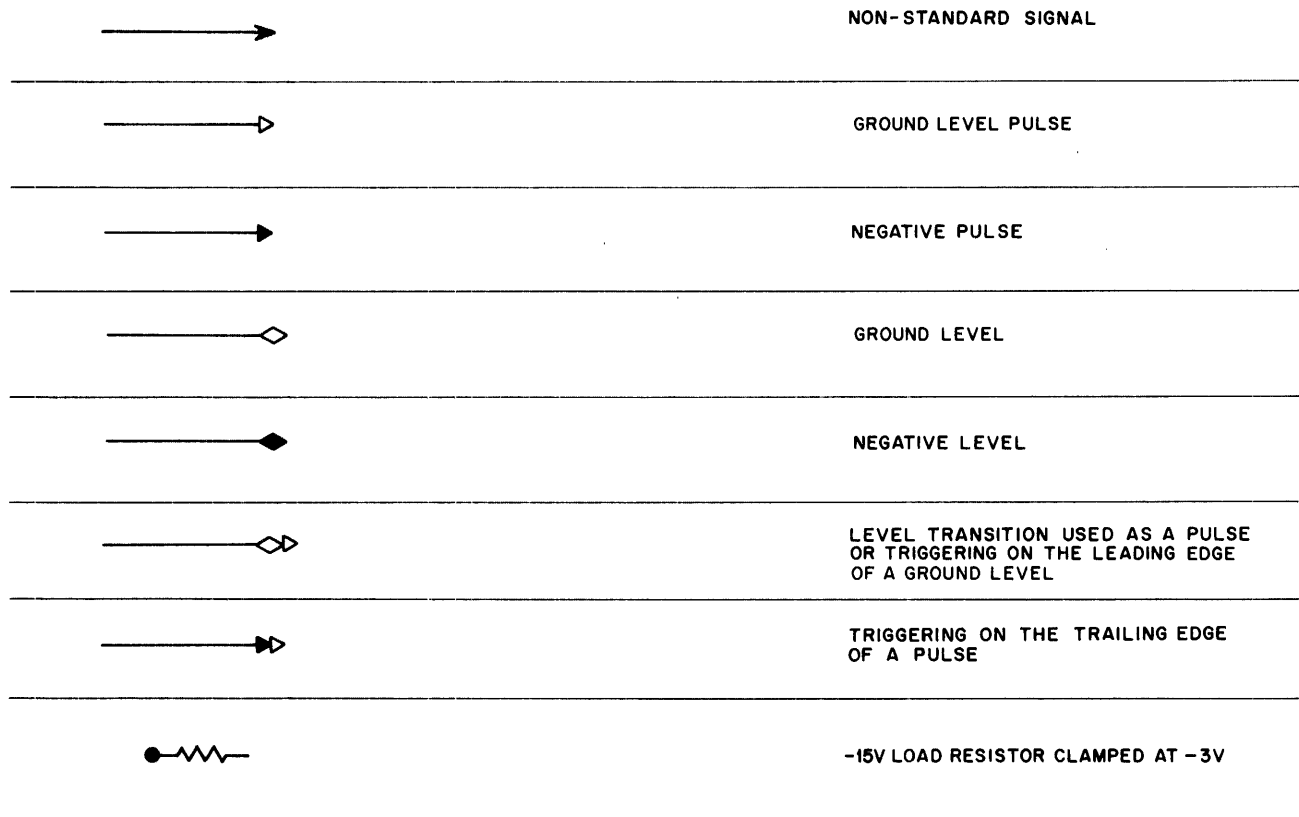 NON-STANDARD SIGNAL
GROUND LEVEL PULSE
NEGATIVE PULSE
GROUND LEVEL
NEGATIVE LEVEL
LEVEL TRANSITION USED AS A PULSE
OR TRIGGERING ON THE LEADING EDGE
OF A GROUND LEVEL
TRIGGERING ON THE TRAILING EDGE
OF A PULSE
-15V LOAD RESISTOR CLAMPED AT -3V